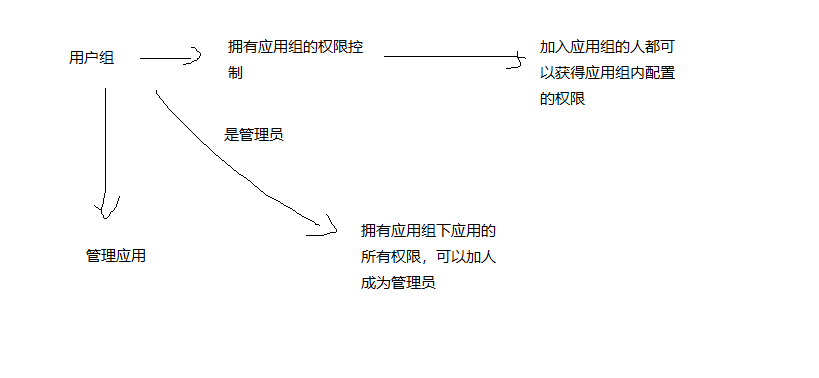 用户组
拥有应用组的权限控
制
加入应用组的人都可
以获得应用组内配置
的权限
是管理员
管理应用
拥有应用组下应用的
所有权限，可以加人
成为管理员